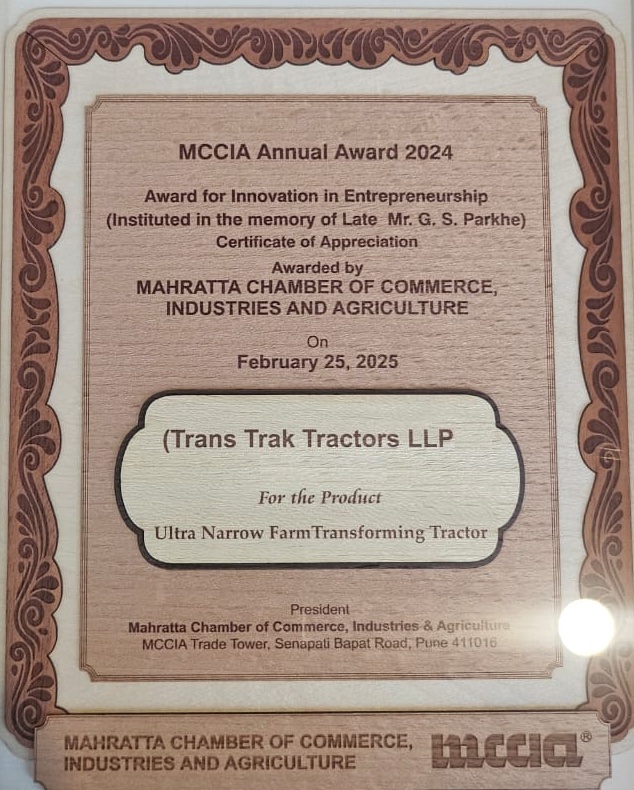 MCCIA Annual Award 2024
Award for Innovation in Entrepreneurship
(Instituted in the memory of Late Mr. G. S. Parkhe)
Certificate of Appreciation
Awarded by
MAHRATTA CHAMBER OF COMMERCE,
INDUSTRIES AND AGRICULTURE
On
February 25, 2025
(Trans Trak Tractors LLP
For the Product
Ultra Narrow FarmTransforming Tractor
President
Mahratta Chamber of Commerce, Industries & Agriculture
MCCIA Trade Tower, Senapati Bapat Road, Pune 411016
MAHRATTA CHAMBER OF COMMERCE,
INDUSTRIES AND AGRICULTURE
mccia®